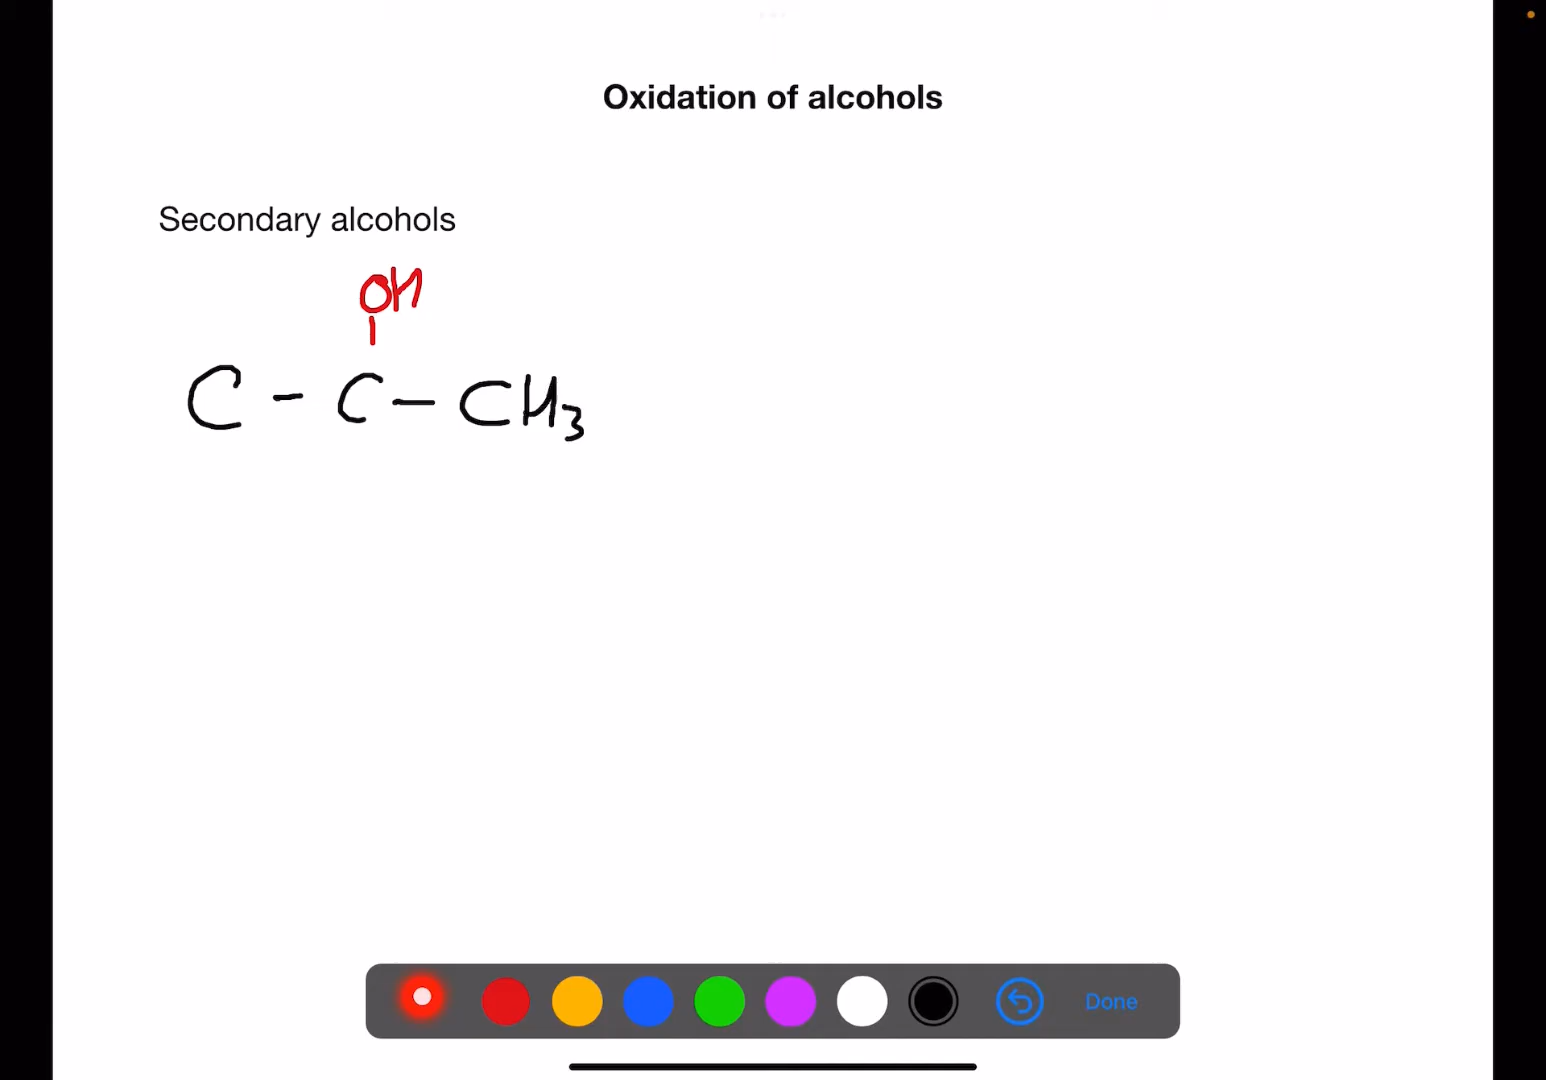 Oxidation of alcohols
Secondary alcohols
OH
C - C - CH3
Done